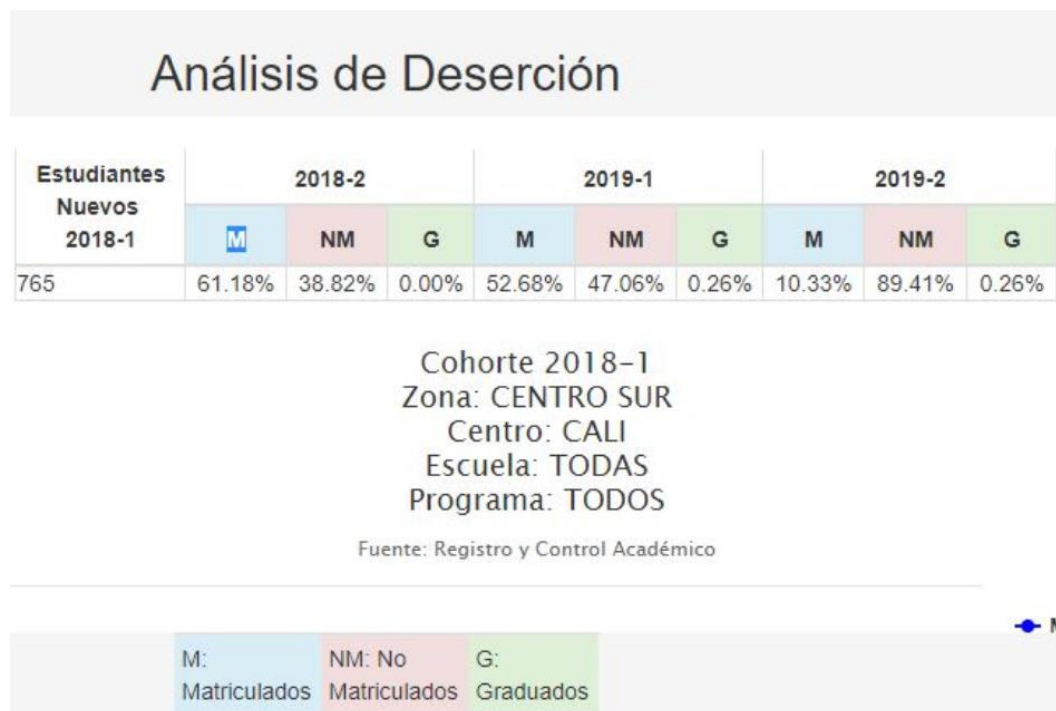 Análisis de Deserción
Estudiantes Nuevos 2018-1 2018-2 2019-1 2019-2
M NM G M NM G M NM G
765 61.18% 38.82% 0.00% 52.68% 47.06% 0.26% 10.33% 89.41% 0.26%
Cohorte 2018-1
Zona: CENTRO SUR
Centro: CALI
Escuela: TODAS
Programa: TODOS
Fuente: Registro y Control Académico
M: Matriculados NM: No Matriculados G: Graduados